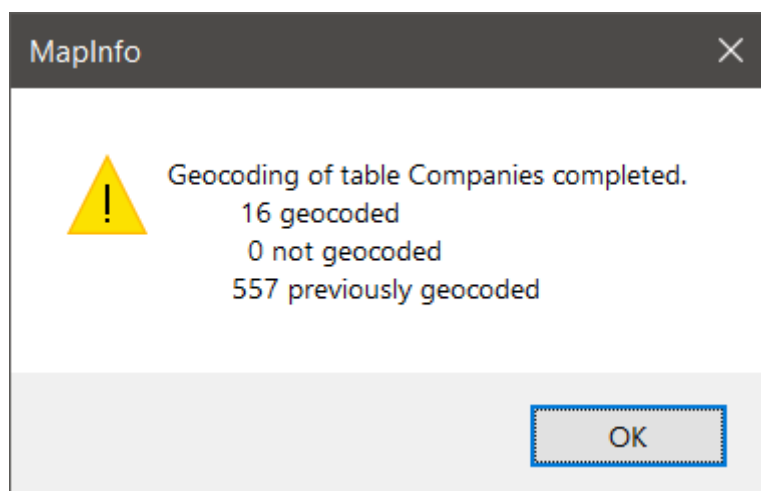 MapInfo
Geocoding of table Companies completed.
16 geocoded
0 not geocoded
557 previously geocoded
OK